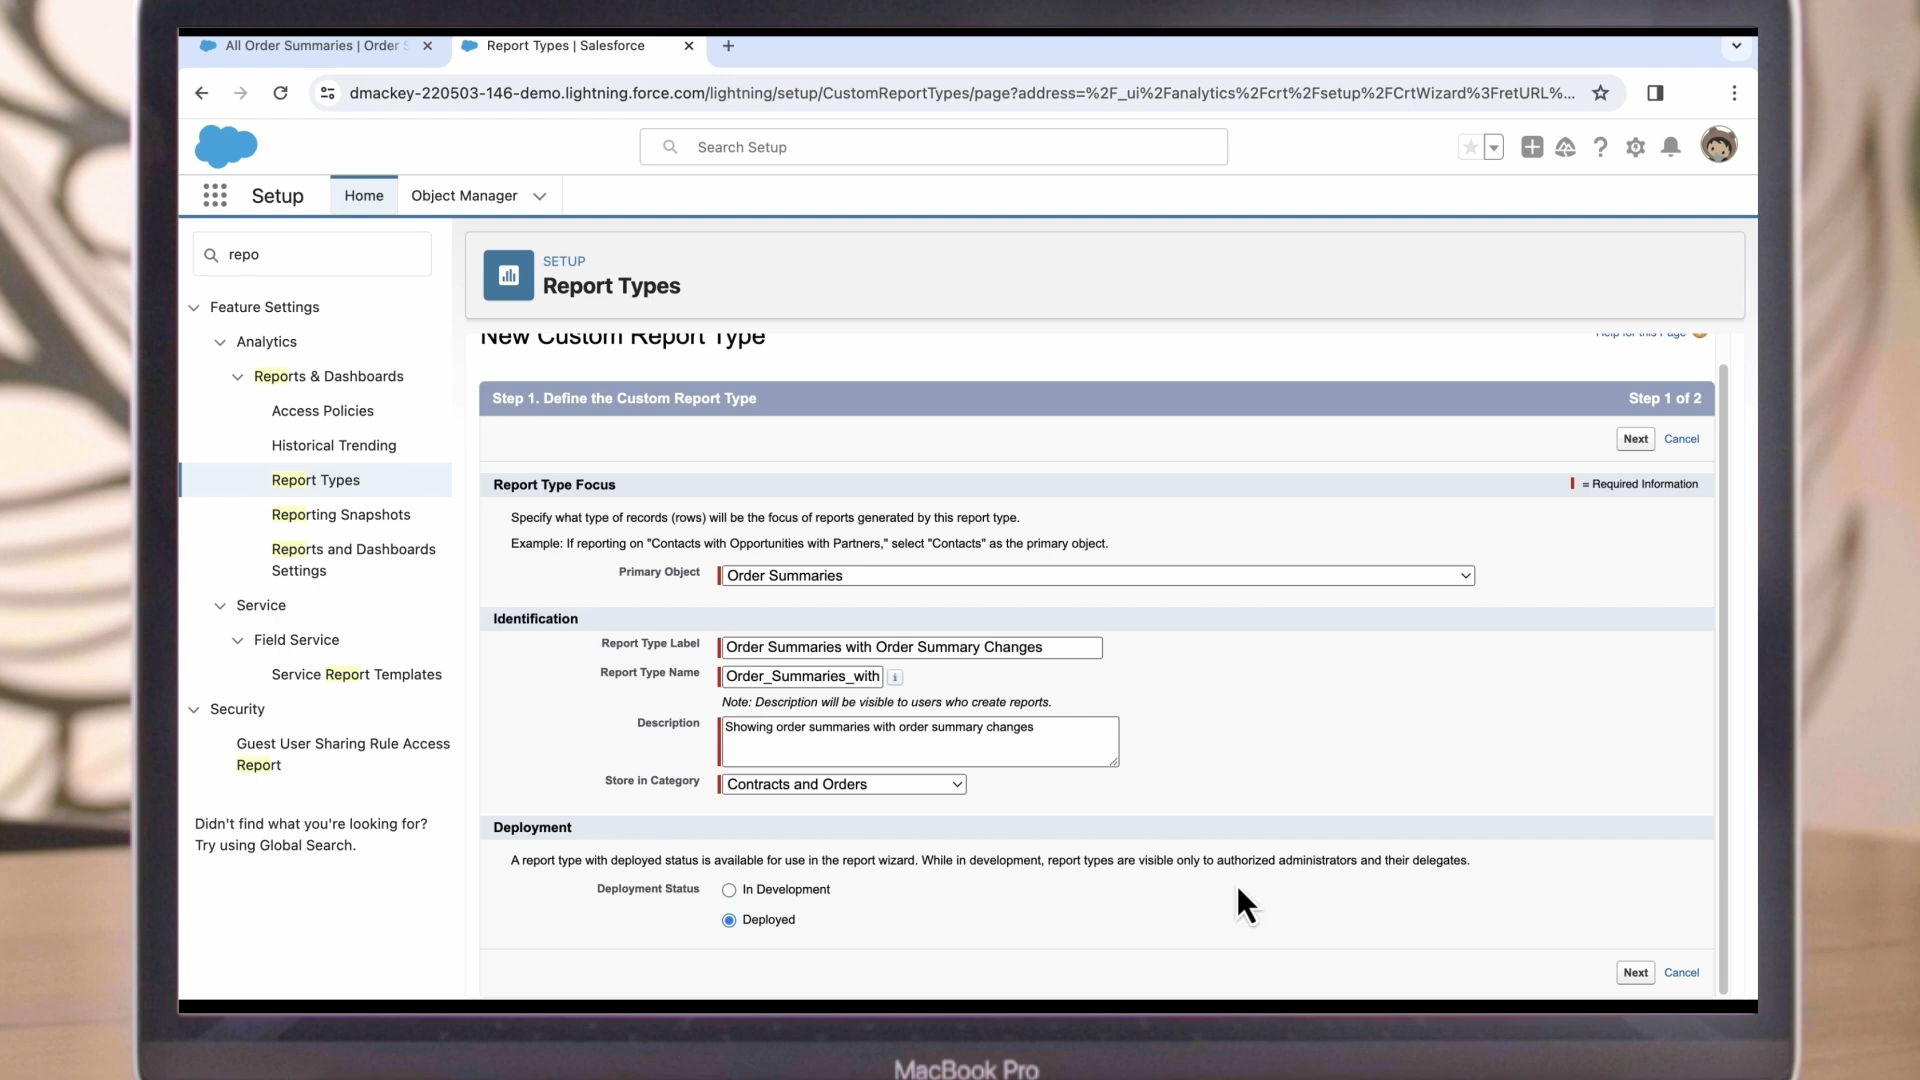 All Order Summaries | Order S
Report Types | Salesforce
dmackey-220503-146-demo.lightning.force.com/lightning/setup/CustomReportTypes/page?address=%2F_ui%2Fanalytics%2Fcrt%2Fsetup%2FCrtWizard%3FretURL%...
Search Setup
Setup
Home
Object Manager
repo
Feature Settings
Analytics
Reports & Dashboards
Access Policies
Historical Trending
Report Types
Reporting Snapshots
Reports and Dashboards
Settings
Service
Field Service
Service Report Templates
Security
Guest User Sharing Rule Access
Report
Didn't find what you're looking for?
Try using Global Search.
SETUP
Report Types
New Custom Report Type
Help for this Page
Step 1. Define the Custom Report Type
Step 1 of 2
Next Cancel
Report Type Focus
= Required Information
Specify what type of records (rows) will be the focus of reports generated by this report type.
Example: If reporting on "Contacts with Opportunities with Partners," select "Contacts" as the primary object.
Primary Object
Order Summaries
Identification
Report Type Label
Order Summaries with Order Summary Changes
Report Type Name
Order_Summaries_with
i
Note: Description will be visible to users who create reports.
Description
Showing order summaries with order summary changes
Store in Category
Contracts and Orders
Deployment
A report type with deployed status is available for use in the report wizard. While in development, report types are visible only to authorized administrators and their delegates.
Deployment Status
In Development
Deployed
Next Cancel
MacBook Pro